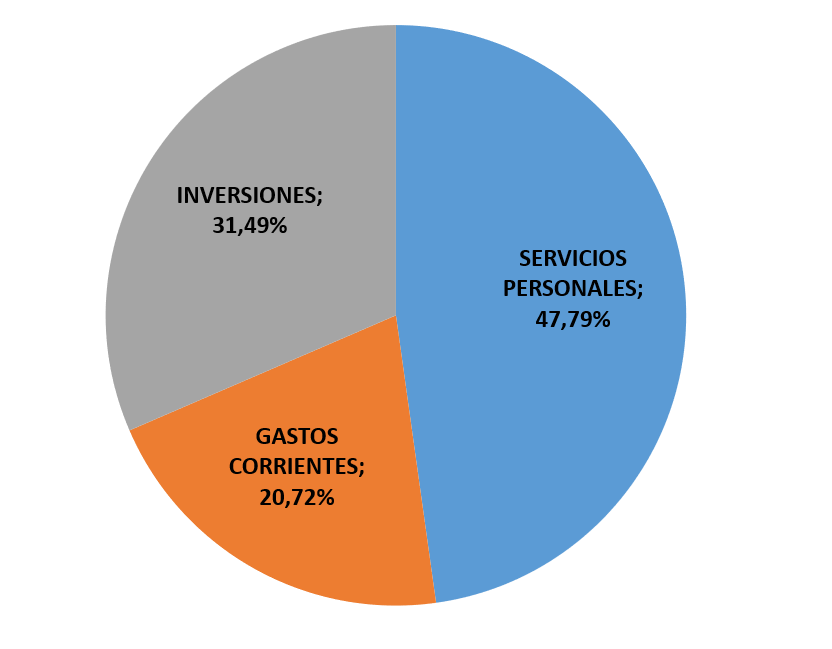 INVERSIONES;
31,49%
SERVICIOS
PERSONALES;
47,79%
GASTOS
CORRIENTES;
20,72%